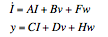 İ = AI + Bv + Fw
y = CI + Dv + Hw